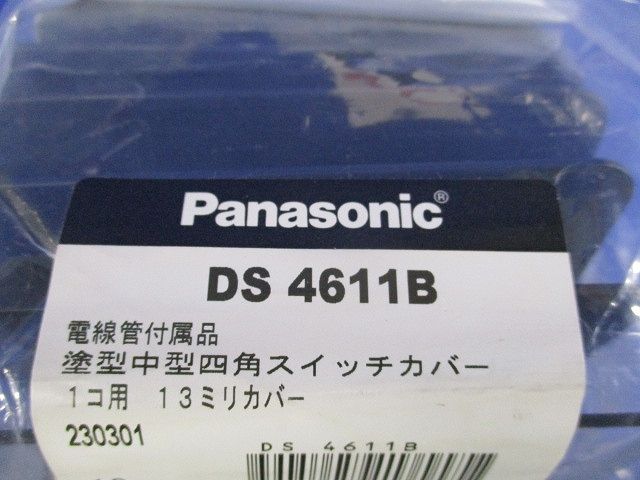 Panasonic®
DS 4611B
電線管付属品
塗型中型四角スイッチカバー
1コ用 13ミリカバー
230301
DS 4611B